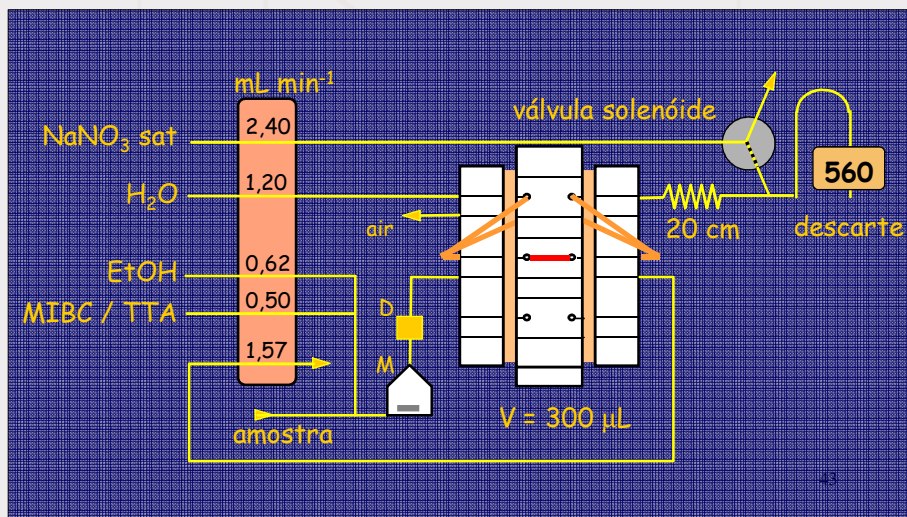 mL min⁻¹
NaNO₃ sat
2,40
válvula solenóide
H₂O
1,20
560
air
20 cm
descarte
EtOH
0,62
MIBC / TTA
0,50
D
1,57
M
amostra
V = 300 µL
43